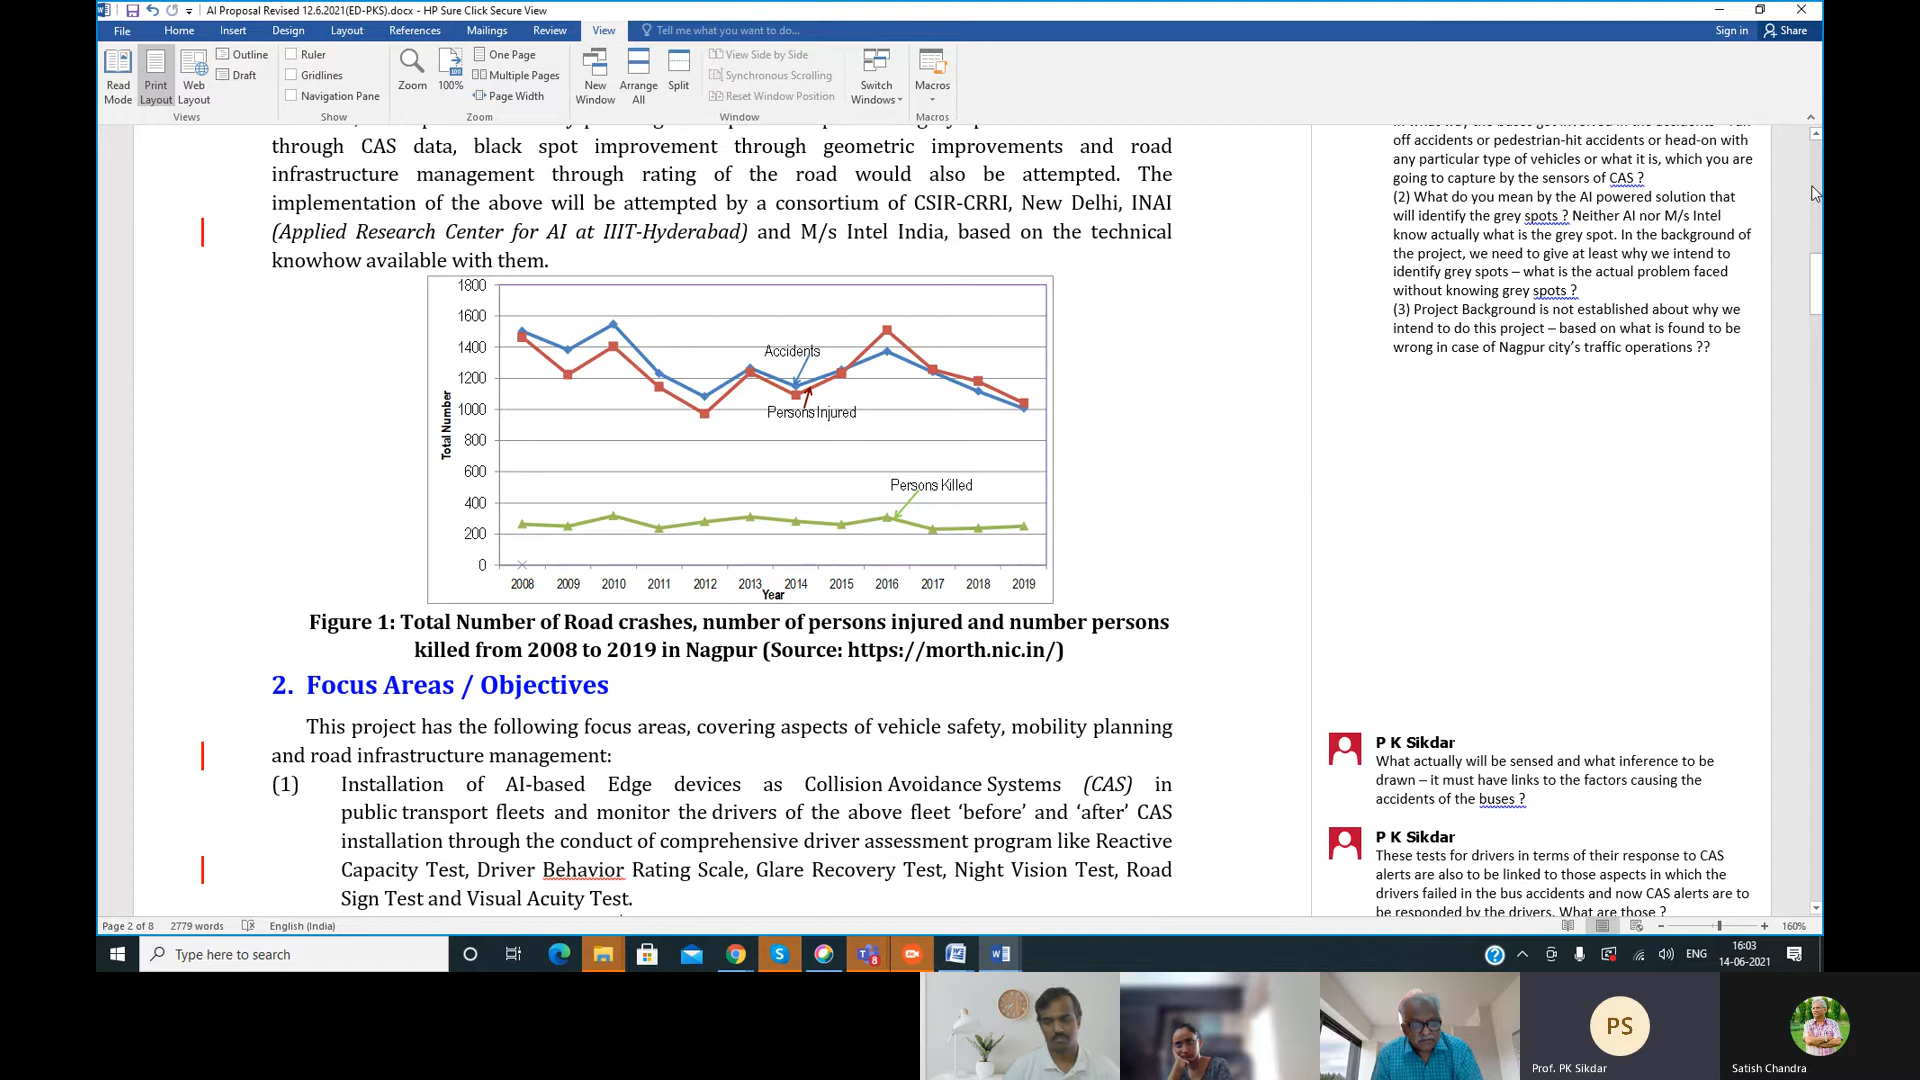 AI Proposal Revised 12.6.2021(ED-PKS).docx - HP Sure Click Secure View
File Home Insert Design Layout References Mailings Review View Tell me what you want to do... Sign in Share
Read Mode
Print Layout
Web Layout
Outline
Draft
Views
Ruler
Gridlines
Navigation Pane
Show
Zoom
100%
One Page
Multiple Pages
Page Width
Zoom
New Window
Arrange All
Split
View Side by Side
Synchronous Scrolling
Reset Window Position
Window
Switch Windows
Macros
Macros
through CAS data, black spot improvement through geometric improvements and road
infrastructure management through rating of the road would also be attempted. The
implementation of the above will be attempted by a consortium of CSIR-CRRI, New Delhi, INAI
(Applied Research Center for AI at IIIT-Hyderabad) and M/s Intel India, based on the technical
knowhow available with them.
1800
1600
1400
1200
1000
800
600
400
200
0
Total Number
Accidents
Persons Injured
Persons Killed
2008 2009 2010 2011 2012 2013 2014 2015 2016 2017 2018 2019
Year
Figure 1: Total Number of Road crashes, number of persons injured and number persons
killed from 2008 to 2019 in Nagpur (Source: https://morth.nic.in/)
2. Focus Areas / Objectives
This project has the following focus areas, covering aspects of vehicle safety, mobility planning
and road infrastructure management:
(1) Installation of AI-based Edge devices as Collision Avoidance Systems (CAS) in
public transport fleets and monitor the drivers of the above fleet ‘before’ and ‘after’ CAS
installation through the conduct of comprehensive driver assessment program like Reactive
Capacity Test, Driver Behavior Rating Scale, Glare Recovery Test, Night Vision Test, Road
Sign Test and Visual Acuity Test.
off accidents or pedestrian-hit accidents or head-on with
any particular type of vehicles or what it is, which you are
going to capture by the sensors of CAS ?
(2) What do you mean by the AI powered solution that
will identify the grey spots ? Neither AI nor M/s Intel
know actually what is the grey spot. In the background of
the project, we need to give at least why we intend to
identify grey spots – what is the actual problem faced
without knowing grey spots ?
(3) Project Background is not established about why we
intend to do this project – based on what is found to be
wrong in case of Nagpur city’s traffic operations ??
P K Sikdar
What actually will be sensed and what inference to be
drawn – it must have links to the factors causing the
accidents of the buses ?
P K Sikdar
These tests for drivers in terms of their response to CAS
alerts are also to be linked to those aspects in which the
drivers failed in the bus accidents and now CAS alerts are to
be responded by the drivers. What are those ?
Page 2 of 8 2779 words English (India) 160%
Type here to search
8
ENG
16:03
14-06-2021
PS
Prof. PK Sikdar
Satish Chandra